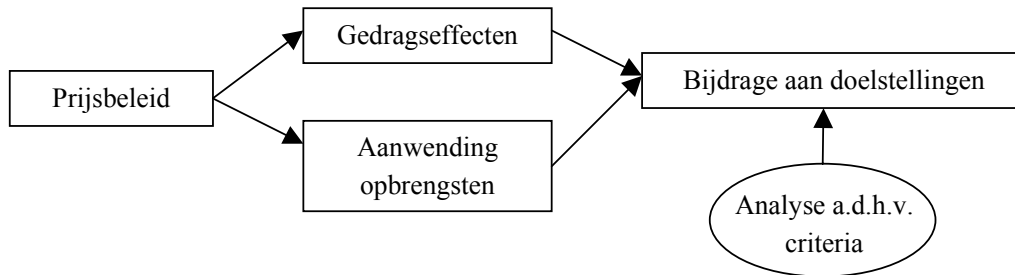 Prijsbeleid
Gedragseffecten
Aanwending
opbrengsten
Bijdrage aan doelstellingen
Analyse a.d.h.v.
criteria